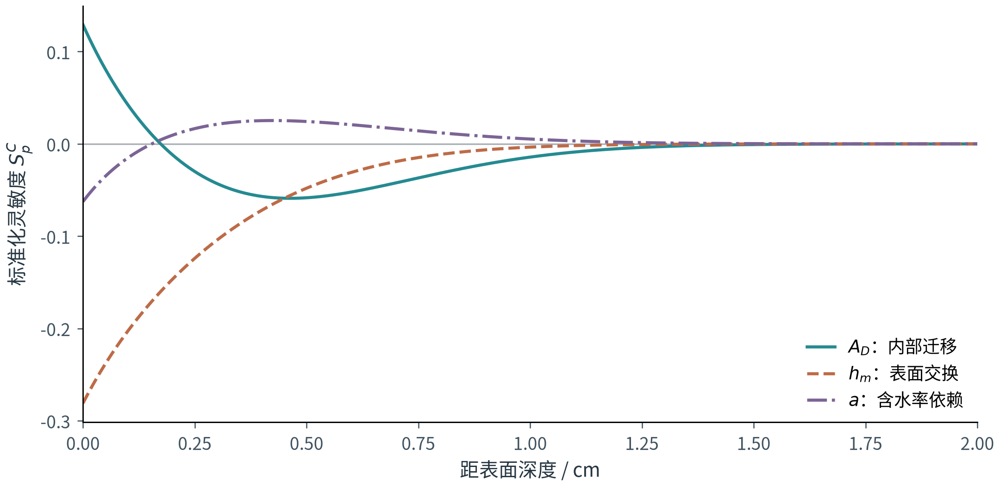 0.1
0.0
-0.1
-0.2
-0.3
标准化灵敏度 S_p^C
0.00 0.25 0.50 0.75 1.00 1.25 1.50 1.75 2.00
距表面深度 / cm
A_D：内部迁移
h_m：表面交换
a：含水率依赖